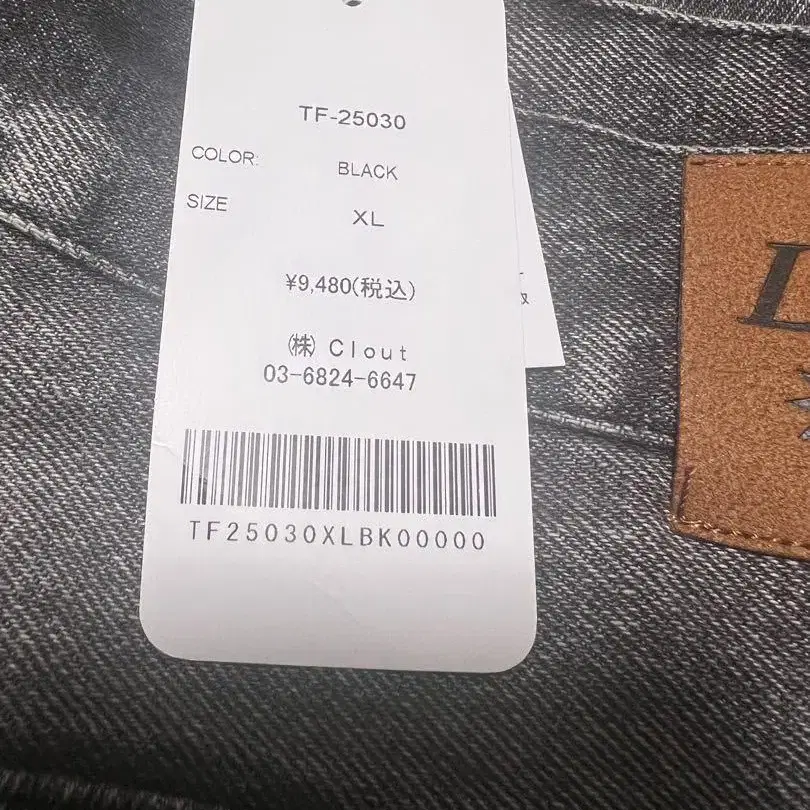 TF-25030
COLOR: BLACK
SIZE XL
¥9,480(税込)
㈱ Clout
03-6824-6647
TF25030XLBK00000